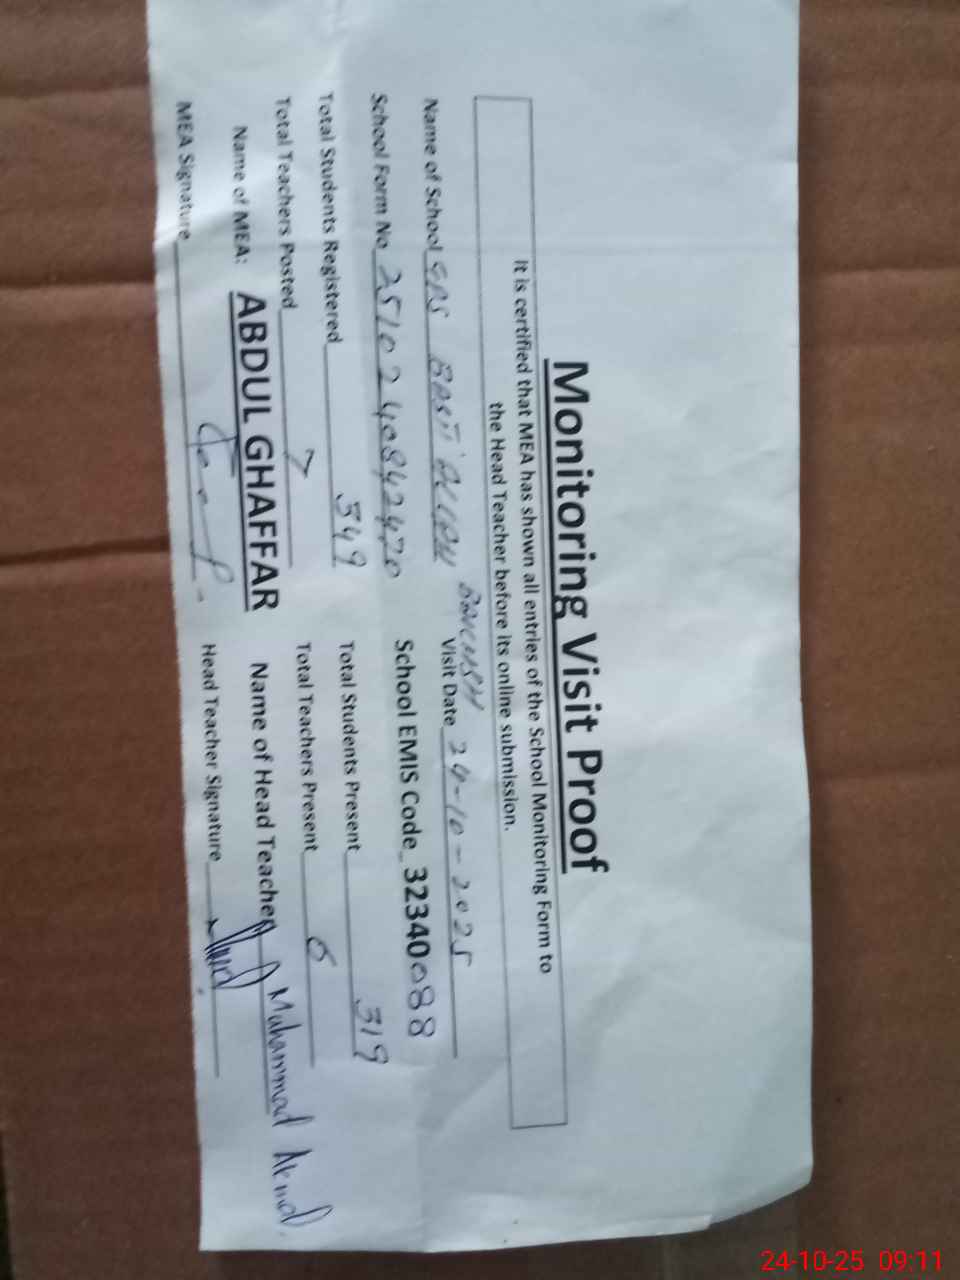 Monitoring Visit Proof
It is certified that MEA has shown all entries of the School Monitoring Form to
the Head Teacher before its online submission.
Name of School GPS BASTI Visit Date 24-10-2025
School Form No 2510240842420 School EMIS Code 32340088
Total Students Registered 349 Total Students Present 319
Total Teachers Posted 7 Total Teachers Present 6
Name of MEA: ABDUL GHAFFAR Name of Head Teacher Muhammad Akmal
MEA Signature Head Teacher Signature
24-10-25 09:11